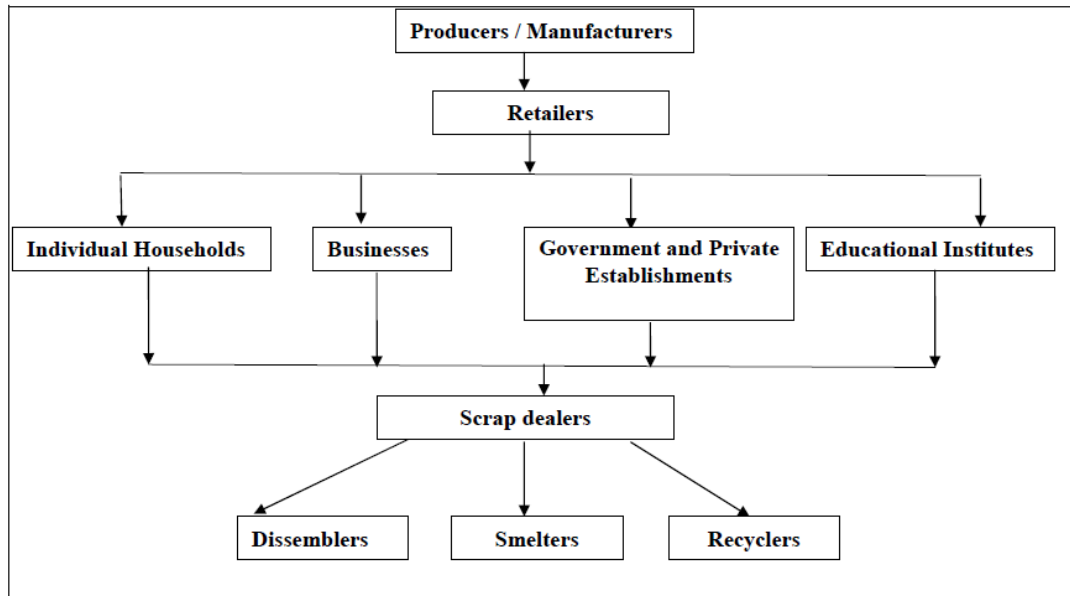 Producers / Manufacturers
Retailers
Individual Households
Businesses
Government and Private
Establishments
Educational Institutes
Scrap dealers
Dissemblers
Smelters
Recyclers